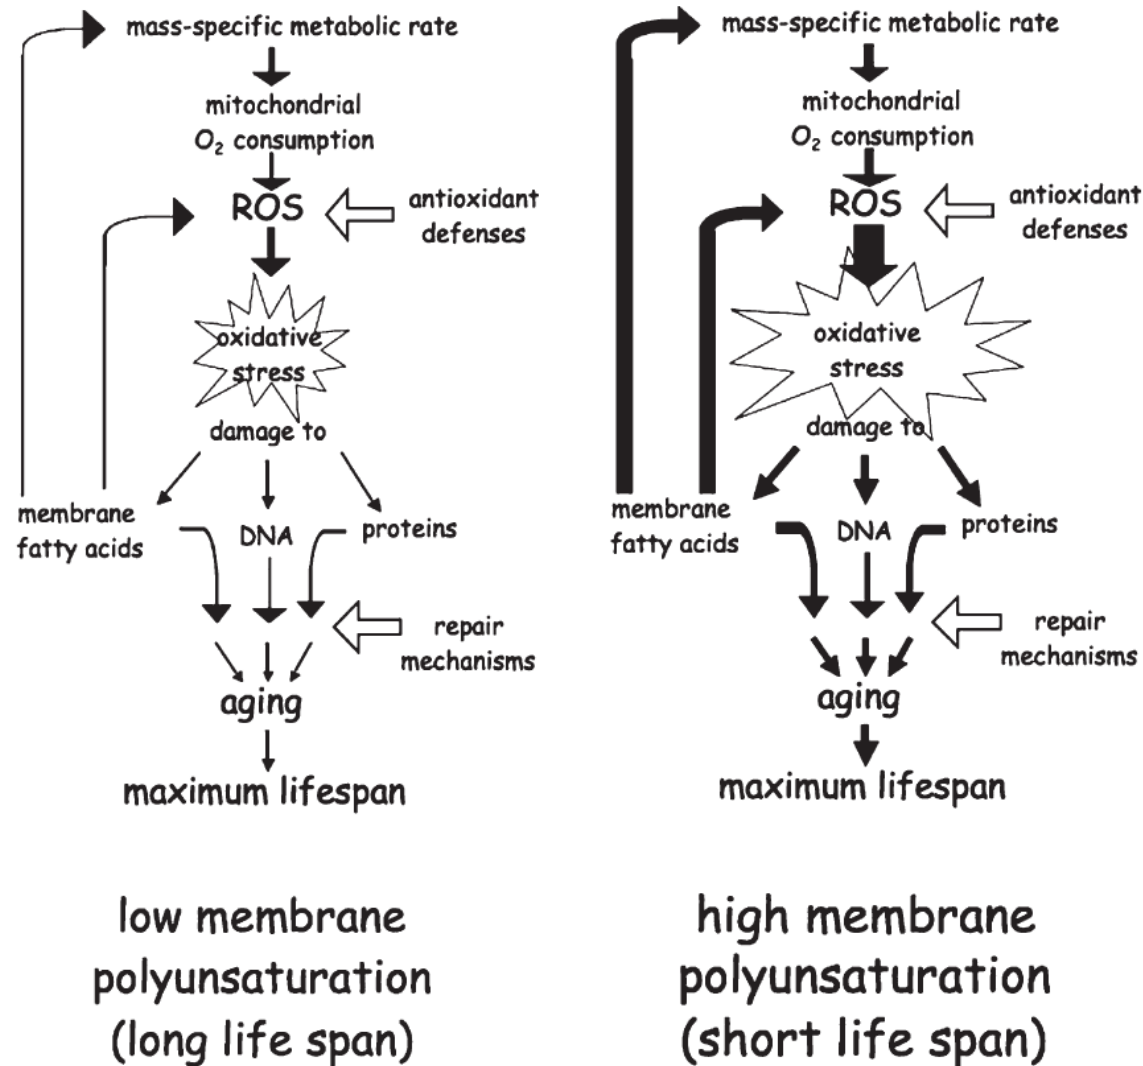 mass-specific metabolic rate
mitochondrial
O₂ consumption
ROS
antioxidant
defenses
oxidative
stress
damage to
membrane
fatty acids
DNA
proteins
repair
mechanisms
aging
maximum lifespan
low membrane
polyunsaturation
(long life span)
mass-specific metabolic rate
mitochondrial
O₂ consumption
ROS
antioxidant
defenses
oxidative
stress
damage to
membrane
fatty acids
DNA
proteins
repair
mechanisms
aging
maximum lifespan
high membrane
polyunsaturation
(short life span)